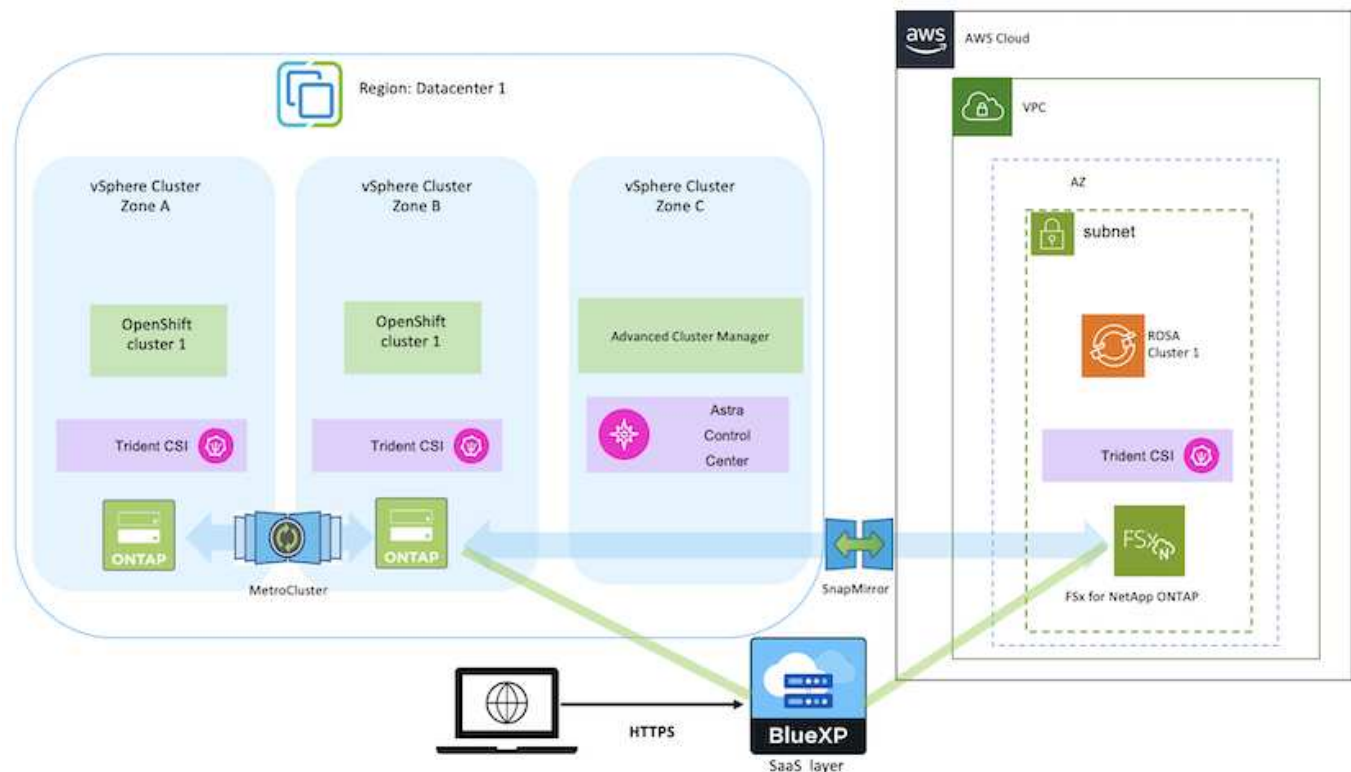 aws
AWS Cloud
Region: Datacenter 1
VPC
vSphere Cluster
Zone A
vSphere Cluster
Zone B
vSphere Cluster
Zone C
AZ
subnet
OpenShift
cluster 1
OpenShift
cluster 1
Advanced Cluster Manager
ROSA
Cluster 1
Trident CSI
Trident CSI
Astra
Control
Center
Trident CSI
ONTAP
ONTAP
FSx
N
MetroCluster
SnapMirror
FSx for NetApp ONTAP
HTTPS
BlueXP
SaaS layer